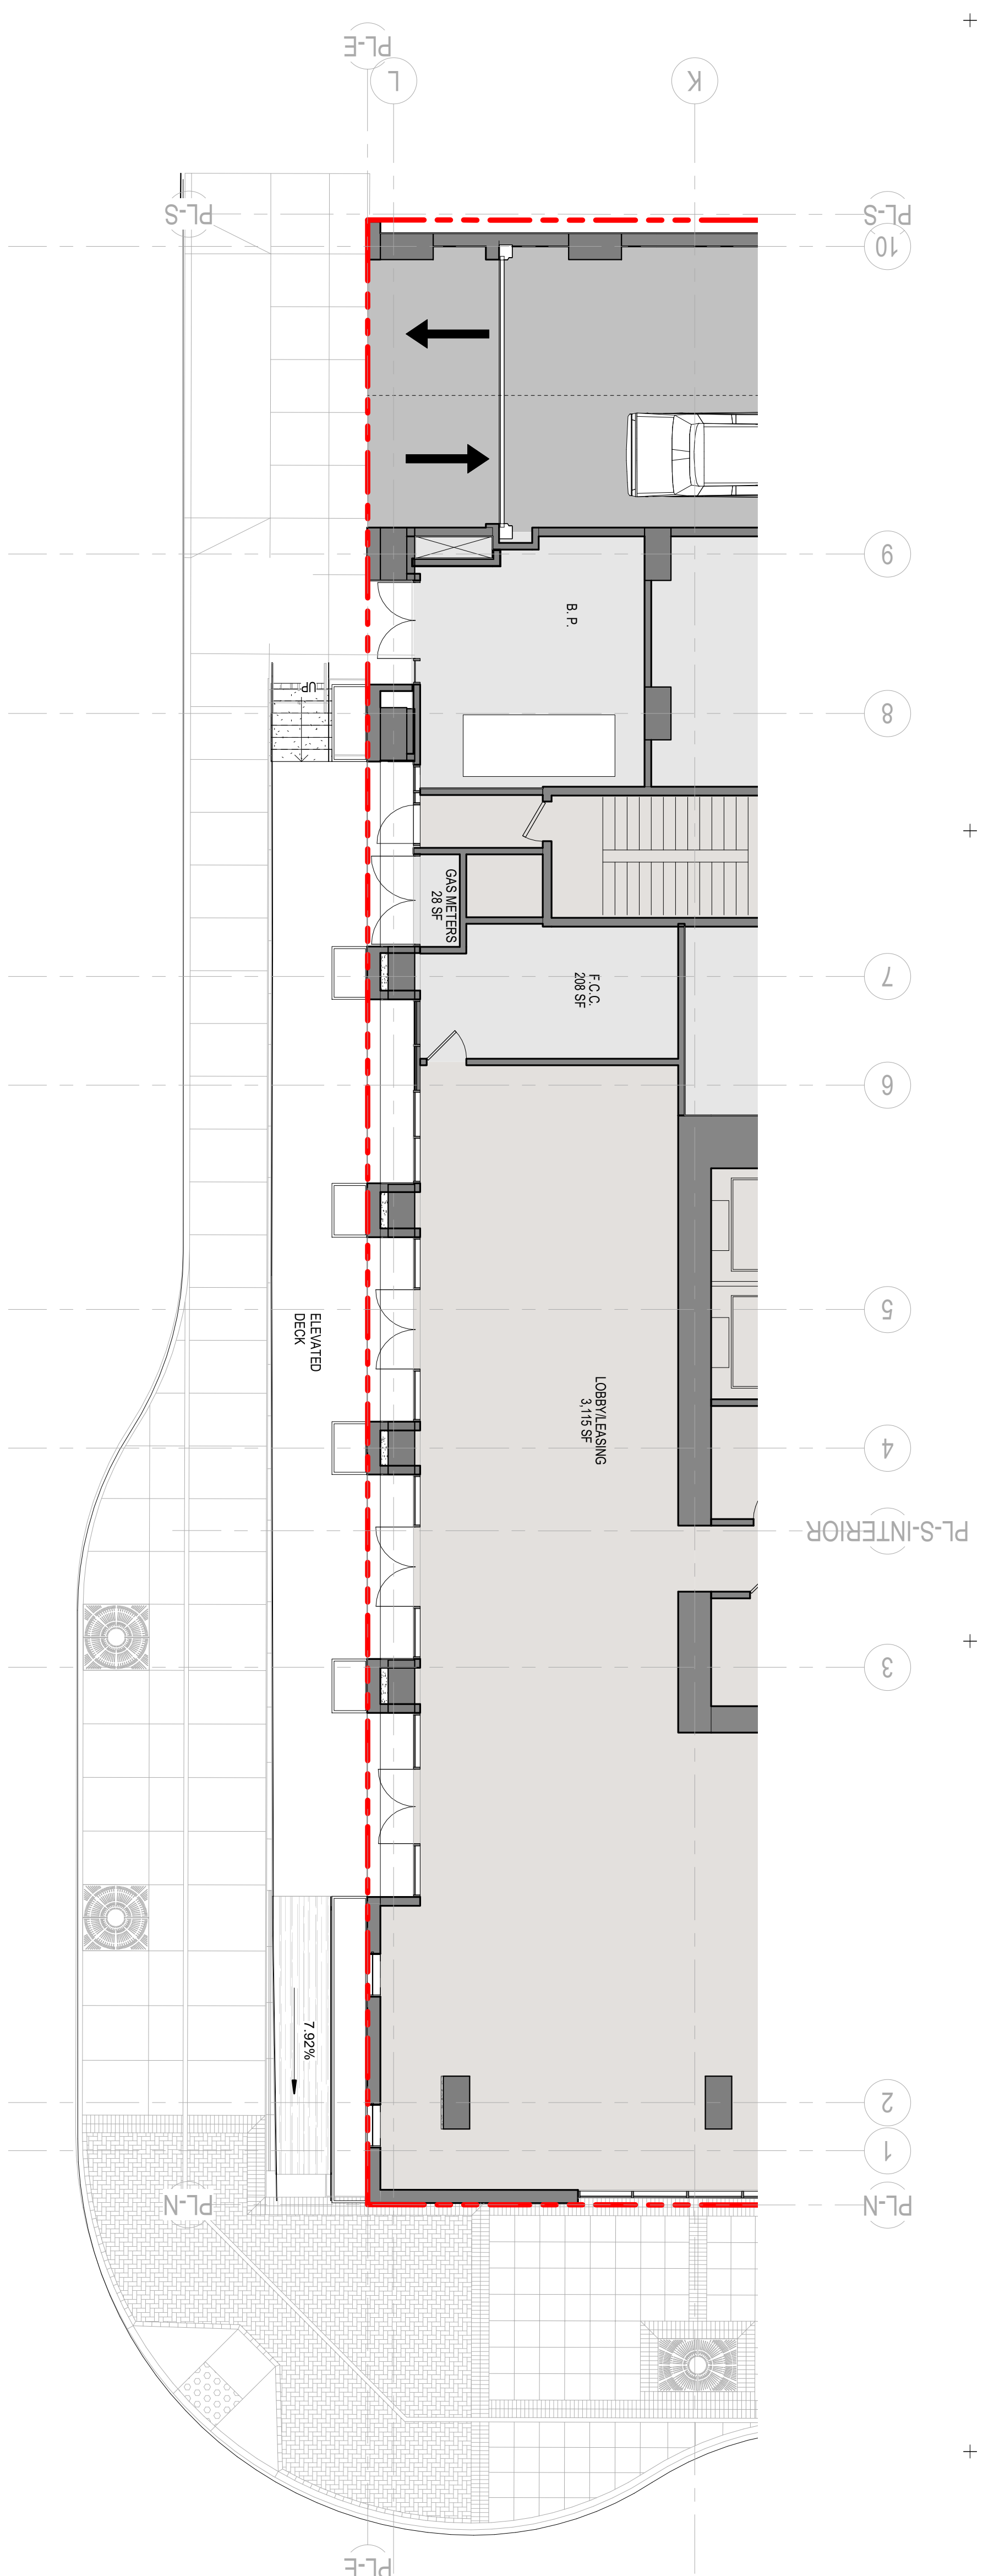 PL-E
L
K
PL-S
PL-S
10
9
B. P.
UP
8
GAS METERS
28 SF
F.C.C.
208 SF
7
6
5
ELEVATED
DECK
LOBBY/LEASING
3,115 SF
4
PL-S-INTERIOR
3
7.92%
2
1
PL-N
PL-N
PL-E